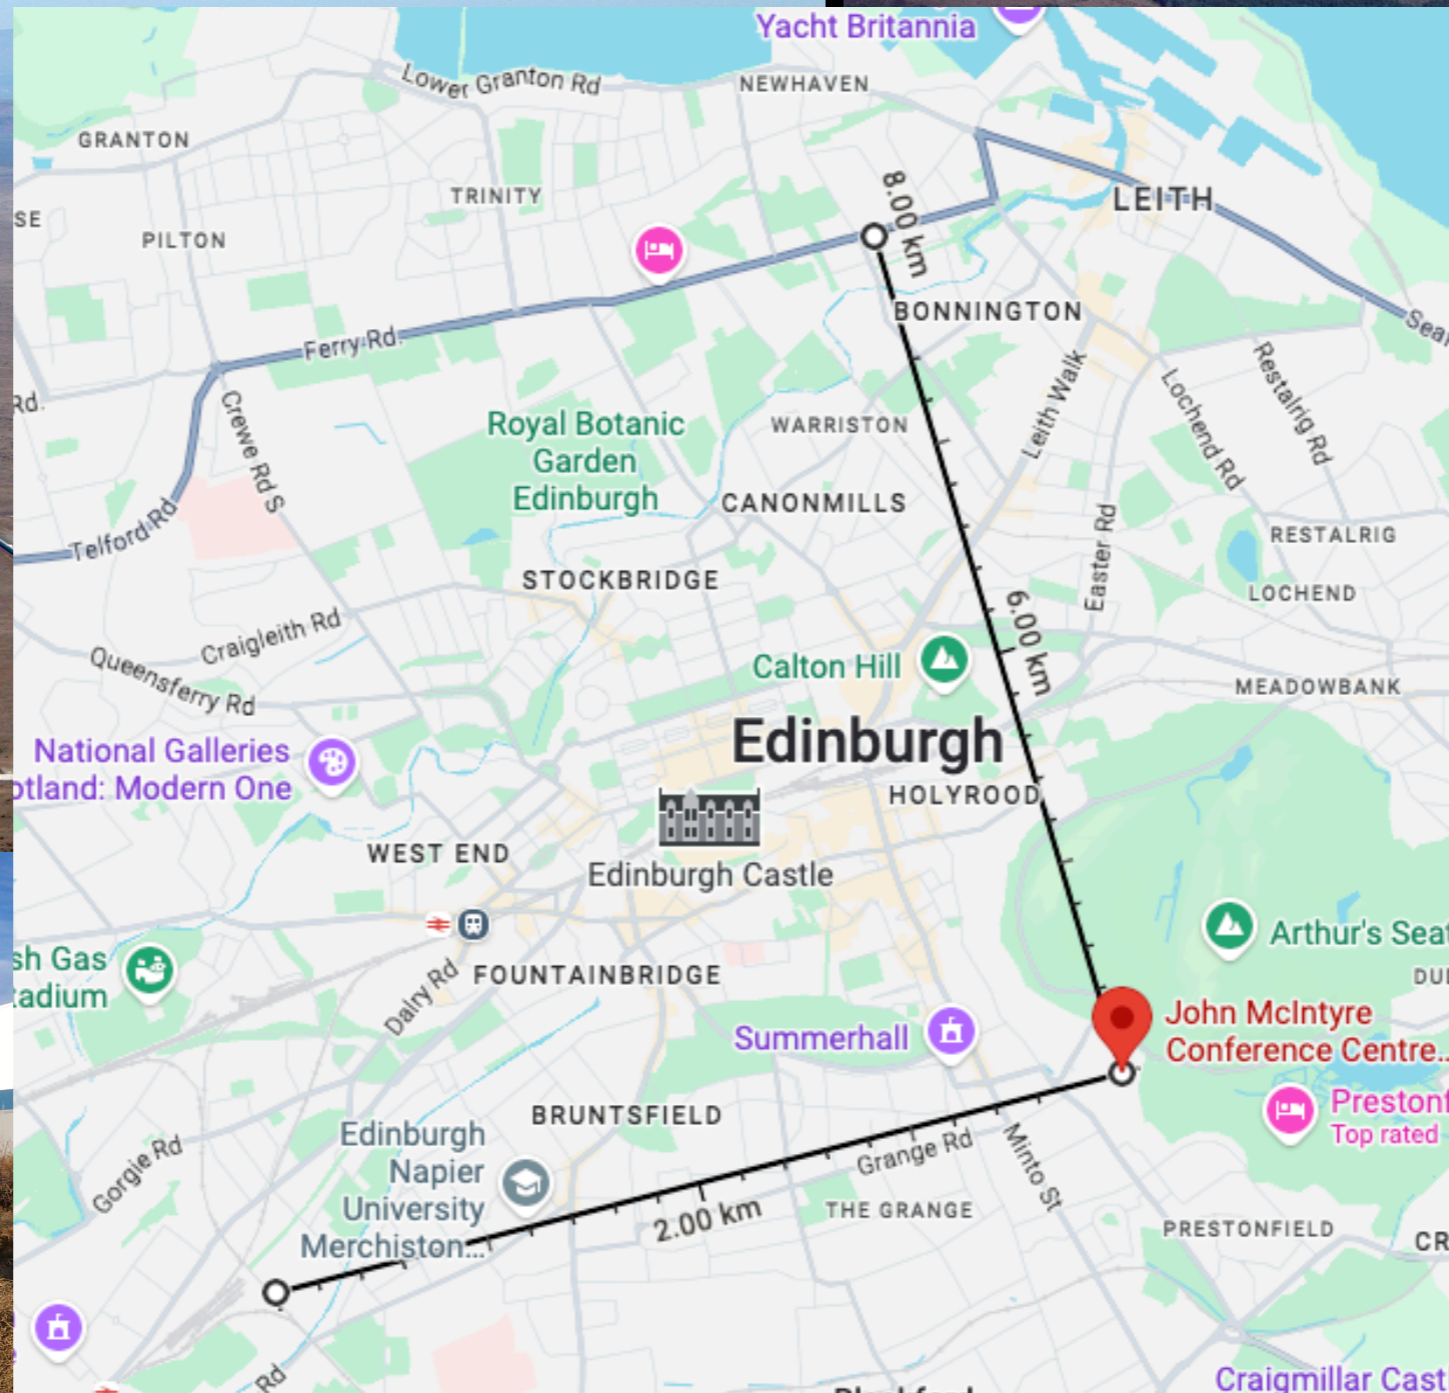 Yacht Britannia
Lower Granton Rd
NEWHAVEN
GRANTON
TRINITY
LEITH
SE
PILTON
8.00 km
BONNINGTON
Ferry Rd
Rd
Crewe Rd S
Leith Walk
Lochend Rd
Restalrig Rd
Royal Botanic
Garden
Edinburgh
WARRISTON
CANONMILLS
Telford Rd
Easter Rd
RESTALRIG
STOCKBRIDGE
LOCHEND
6.00 km
Craigleith Rd
Queensferry Rd
Calton Hill
MEADOWBANK
National Galleries
otland: Modern One
Edinburgh
HOLYROOD
WEST END
Edinburgh Castle
Arthur's Seat
sh Gas
tadium
Dalry Rd
FOUNTAINBRIDGE
DU
John McIntyre
Conference Centre...
Summerhall
BRUNTSFIELD
Prestonf
Top rated
Gorgie Rd
Edinburgh
Napier
University
Merchiston...
Grange Rd
Minto St
2.00 km
THE GRANGE
PRESTONFIELD
CR
Rd
Craigmillar Cast